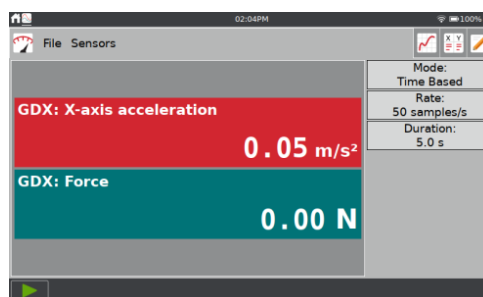 02:04PM
100%
File Sensors
X Y
Mode:
Time Based
Rate:
50 samples/s
Duration:
5.0 s
GDX: X-axis acceleration
0.05 m/s²
GDX: Force
0.00 N